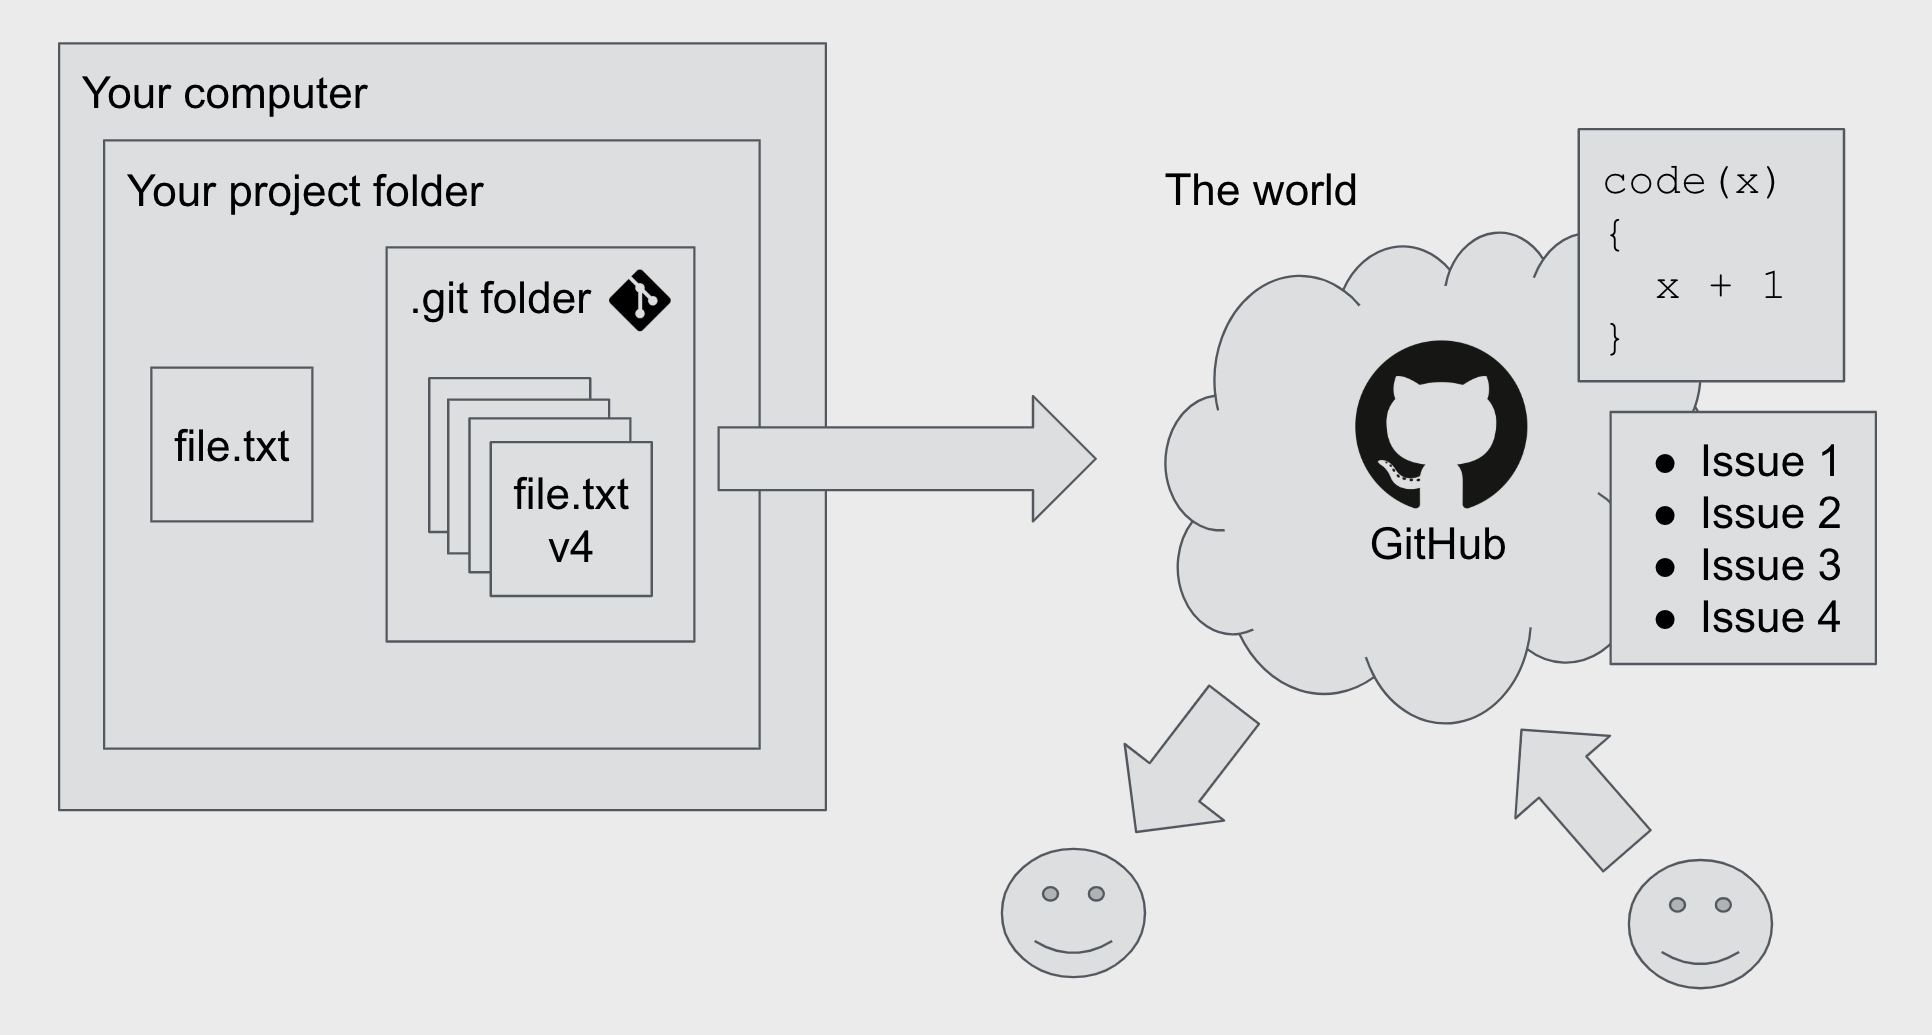 Your computer
Your project folder
.git folder
file.txt
file.txt
v4
The world
GitHub
code(x)
{
  x + 1
}
● Issue 1
● Issue 2
● Issue 3
● Issue 4